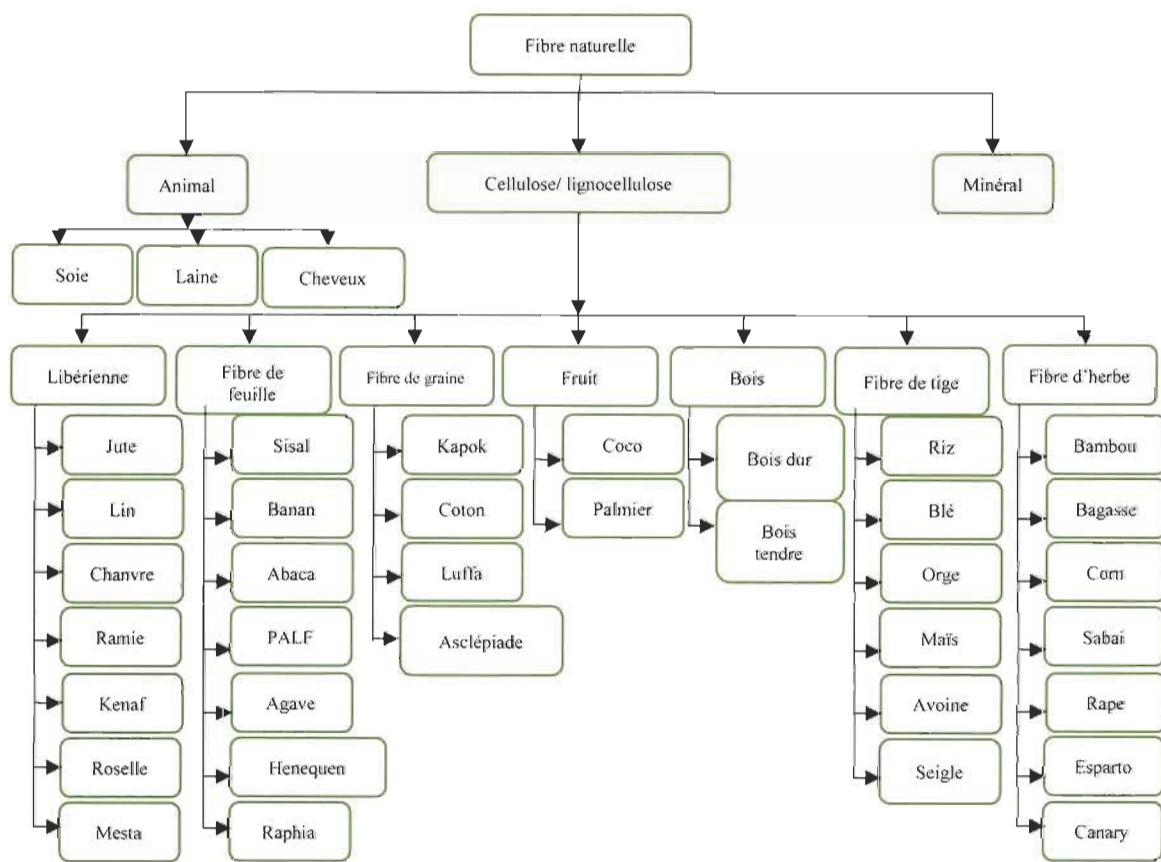 Fibre naturelle
Animal
Cellulose/ lignocellulose
Minéral
Soie
Laine
Cheveux
Libérienne
Fibre de
feuille
Fibre de graine
Fruit
Bois
Fibre de tige
Fibre d'herbe
Jute
Lin
Chanvre
Ramie
Kenaf
Roselle
Mesta
Sisal
Banan
Abaca
PALF
Agave
Henequen
Raphia
Kapok
Coton
Luffa
Asclépiade
Coco
Palmier
Bois dur
Bois
tendre
Riz
Blé
Orge
Maïs
Avoine
Seigle
Bambou
Bagasse
Corn
Sabai
Rape
Esparto
Canary